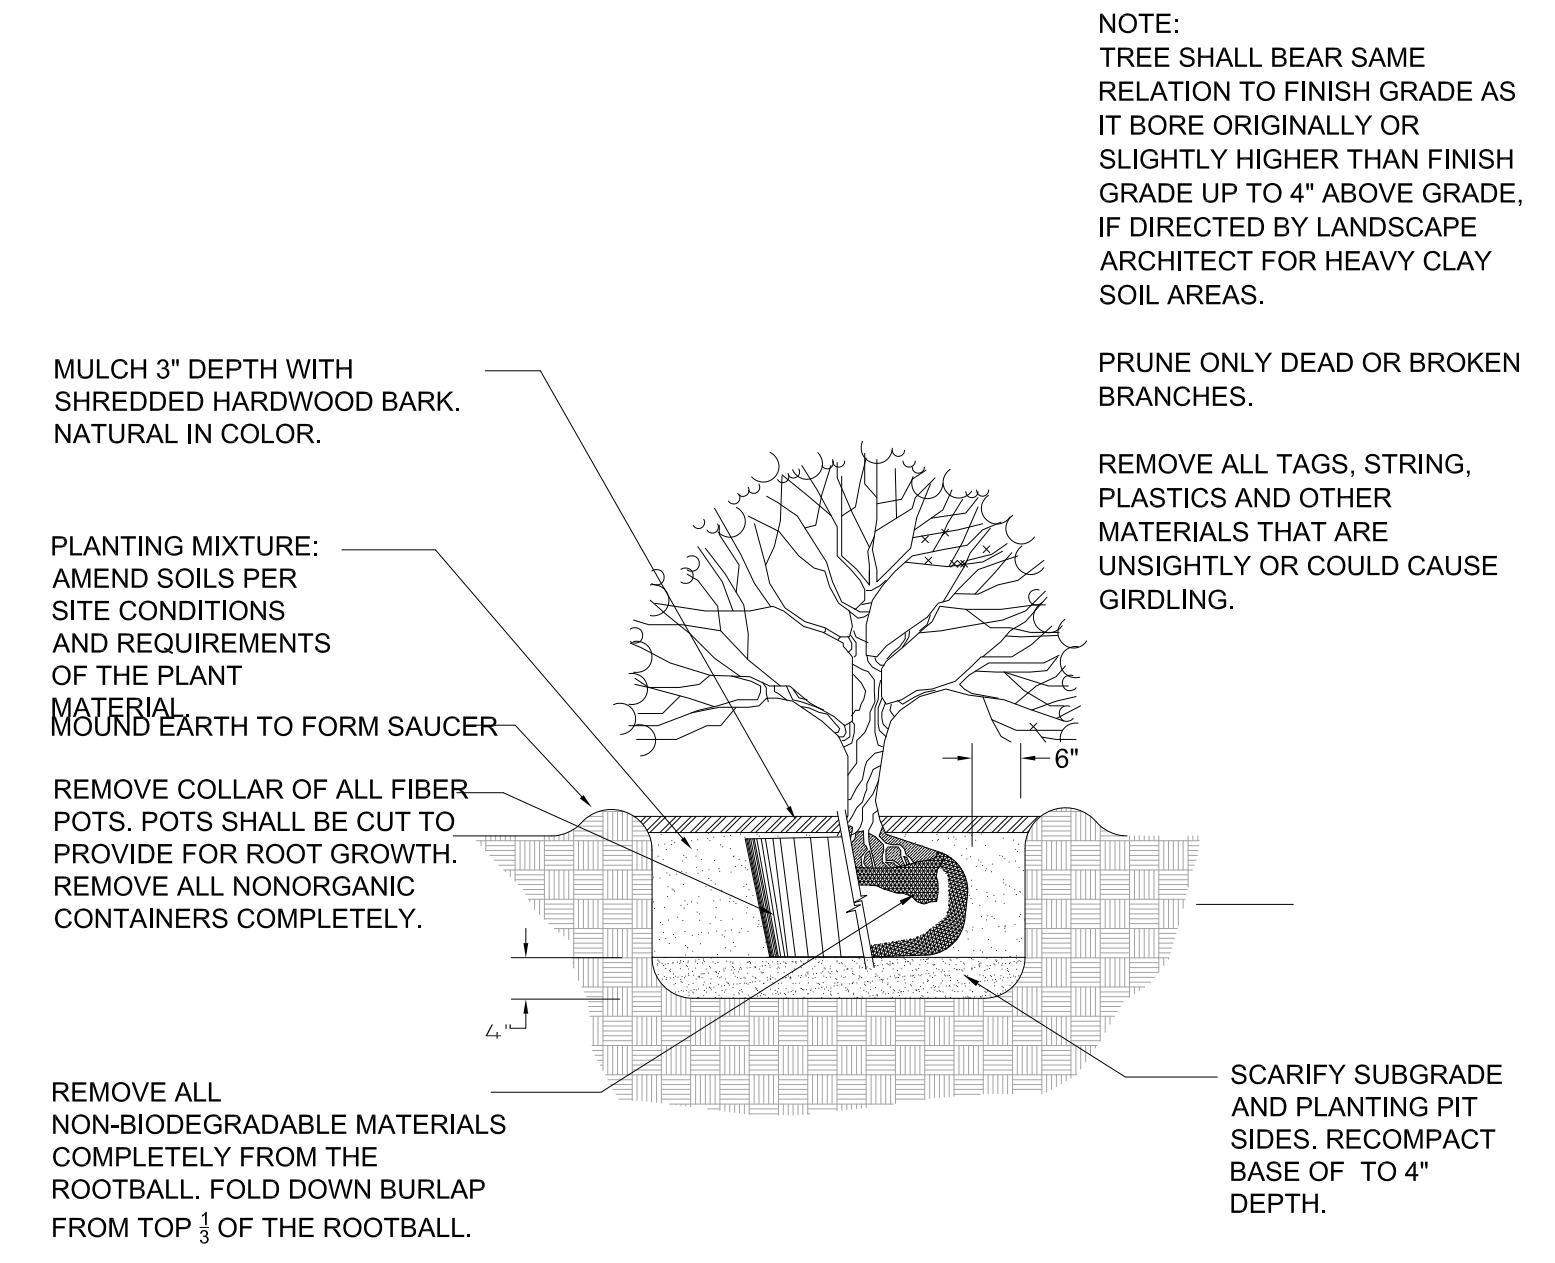 NOTE:
TREE SHALL BEAR SAME
RELATION TO FINISH GRADE AS
IT BORE ORIGINALLY OR
SLIGHTLY HIGHER THAN FINISH
GRADE UP TO 4" ABOVE GRADE,
IF DIRECTED BY LANDSCAPE
ARCHITECT FOR HEAVY CLAY
SOIL AREAS.
PRUNE ONLY DEAD OR BROKEN
BRANCHES.
REMOVE ALL TAGS, STRING,
PLASTICS AND OTHER
MATERIALS THAT ARE
UNSIGHTLY OR COULD CAUSE
GIRDLING.
MULCH 3" DEPTH WITH
SHREDDED HARDWOOD BARK.
NATURAL IN COLOR.
PLANTING MIXTURE:
AMEND SOILS PER
SITE CONDITIONS
AND REQUIREMENTS
OF THE PLANT
MATERIAL.
MOUND EARTH TO FORM SAUCER
REMOVE COLLAR OF ALL FIBER
POTS. POTS SHALL BE CUT TO
PROVIDE FOR ROOT GROWTH.
REMOVE ALL NONORGANIC
CONTAINERS COMPLETELY.
6"
4"
REMOVE ALL
NON-BIODEGRADABLE MATERIALS
COMPLETELY FROM THE
ROOTBALL. FOLD DOWN BURLAP
FROM TOP 1/3 OF THE ROOTBALL.
SCARIFY SUBGRADE
AND PLANTING PIT
SIDES. RECOMPACT
BASE OF  TO 4"
DEPTH.